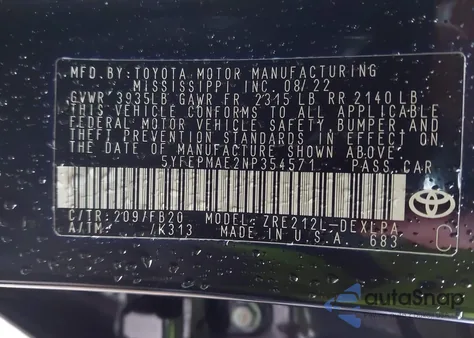 MFD. BY: TOYOTA MOTOR MANUFACTURING
MISSISSIPPI INC 08/22
GVWR 3935LB GAWR FR 2315 LB RR 2140 LB
THIS VEHICLE CONFORMS TO ALL APPLICABLE
FEDERAL MOTOR VEHICLE SAFETY BUMPER AND
THEFT PREVENTION STANDARDS IN EFFECT ON
THE DATE OF MANUFACTURE SHOWN ABOVE.
5YFEPMAE2NP354571 PASS.CAR
C/TR: 209/FB20 MODEL: ZRE212L-DEXLPA
A/TM: /K313 MADE IN U.S.A. 683
C
TOYOTA
autoSnap